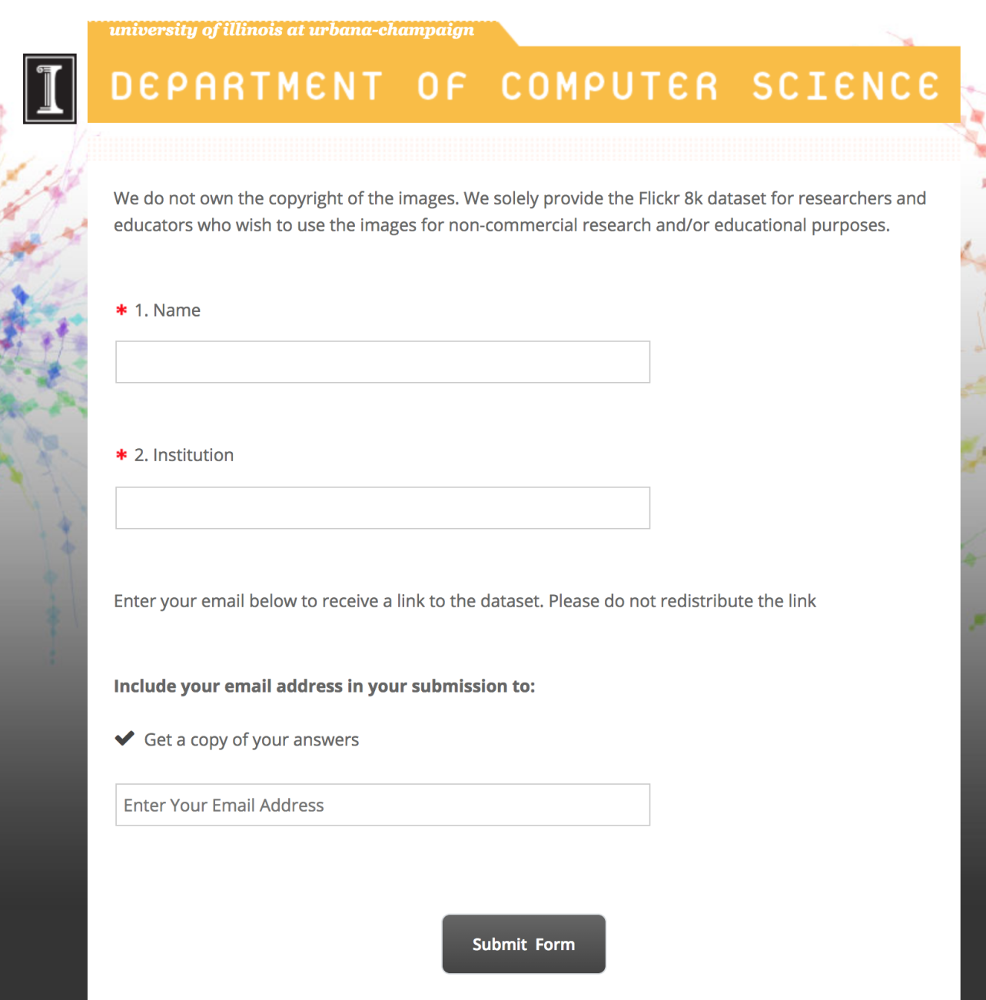 university of illinois at urbana-champaign
I
DEPARTMENT OF COMPUTER SCIENCE
We do not own the copyright of the images. We solely provide the Flickr 8k dataset for researchers and
educators who wish to use the images for non-commercial research and/or educational purposes.
* 1. Name
* 2. Institution
Enter your email below to receive a link to the dataset. Please do not redistribute the link
Include your email address in your submission to:
Get a copy of your answers
Enter Your Email Address
Submit Form